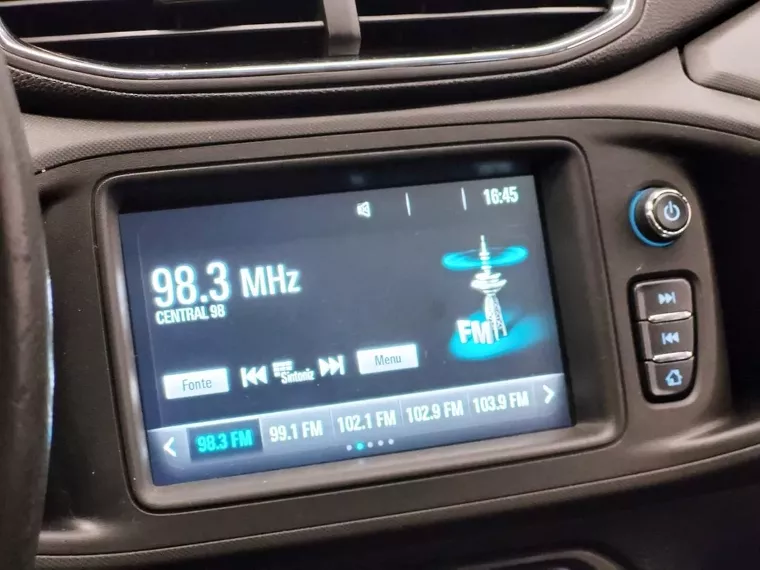 16:45
98.3 MHz
CENTRAL 98
FM
Fonte Sintoniz Menu
98.3 FM 99.1 FM 102.1 FM 102.9 FM 103.9 FM